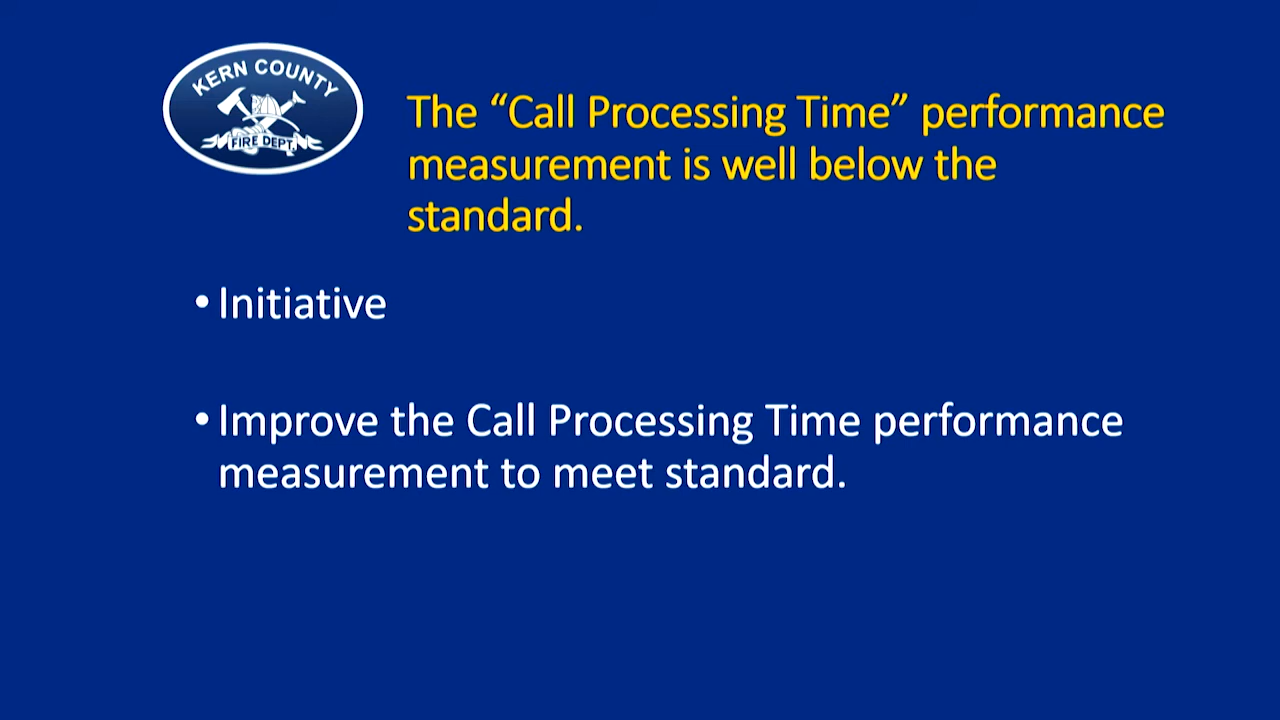 KERN COUNTY
FIRE DEPT.
The “Call Processing Time” performance
measurement is well below the
standard.
• Initiative
• Improve the Call Processing Time performance
measurement to meet standard.